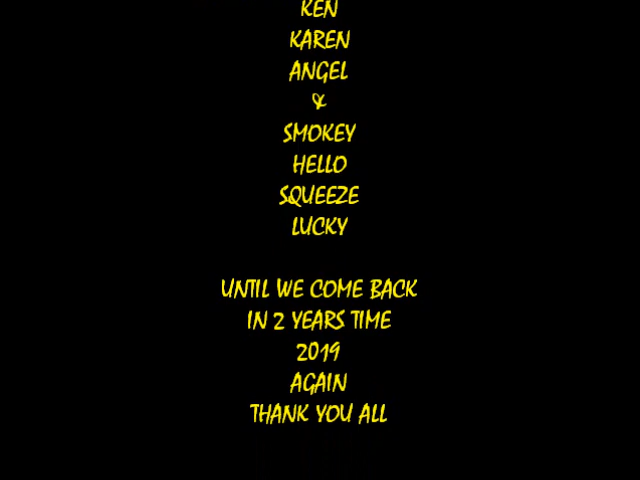 KEN
KAREN
ANGEL
&
SMOKEY
HELLO
SQUEEZE
LUCKY
UNTIL WE COME BACK
IN 2 YEARS TIME
2019
AGAIN
THANK YOU ALL